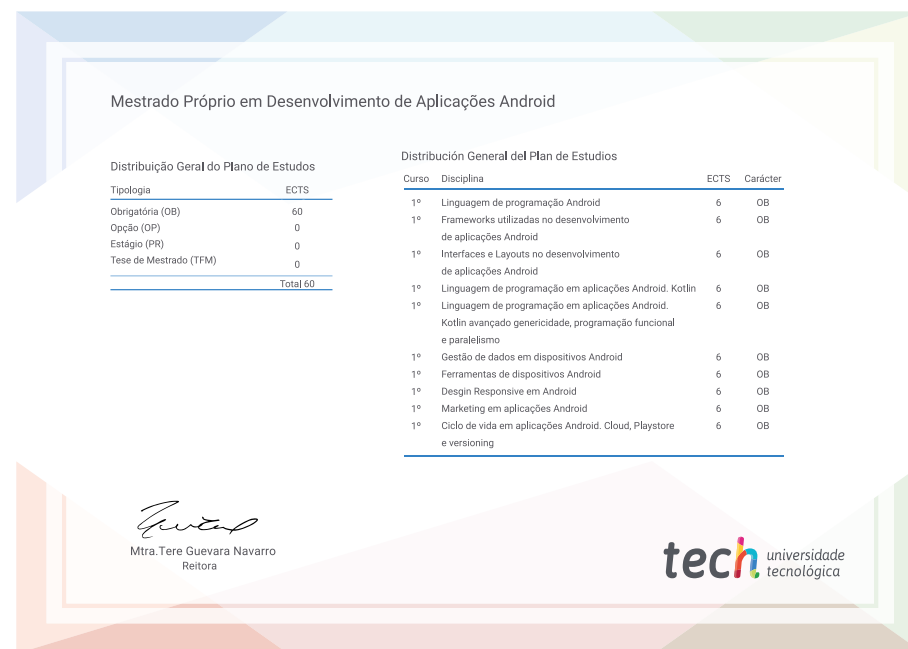 Mestrado Próprio em Desenvolvimento de Aplicações Android
Distribuição Geral do Plano de Estudos
Tipologia ECTS
Obrigatória (OB) 60
Opção (OP) 0
Estágio (PR) 0
Tese de Mestrado (TFM) 0
Total 60
Distribución General del Plan de Estudios
Curso Disciplina ECTS Carácter
1º Linguagem de programação Android 6 OB
1º Frameworks utilizadas no desenvolvimento 6 OB
de aplicações Android
1º Interfaces e Layouts no desenvolvimento 6 OB
de aplicações Android
1º Linguagem de programação em aplicações Android. Kotlin 6 OB
1º Linguagem de programação em aplicações Android. 6 OB
Kotlin avançado genericidade, programação funcional
e paralelismo
1º Gestão de dados em dispositivos Android 6 OB
1º Ferramentas de dispositivos Android 6 OB
1º Desgin Responsive em Android 6 OB
1º Marketing em aplicações Android 6 OB
1º Ciclo de vida em aplicações Android. Cloud, Playstore 6 OB
e versioning
Mtra.Tere Guevara Navarro
Reitora
tech universidade
tecnológica